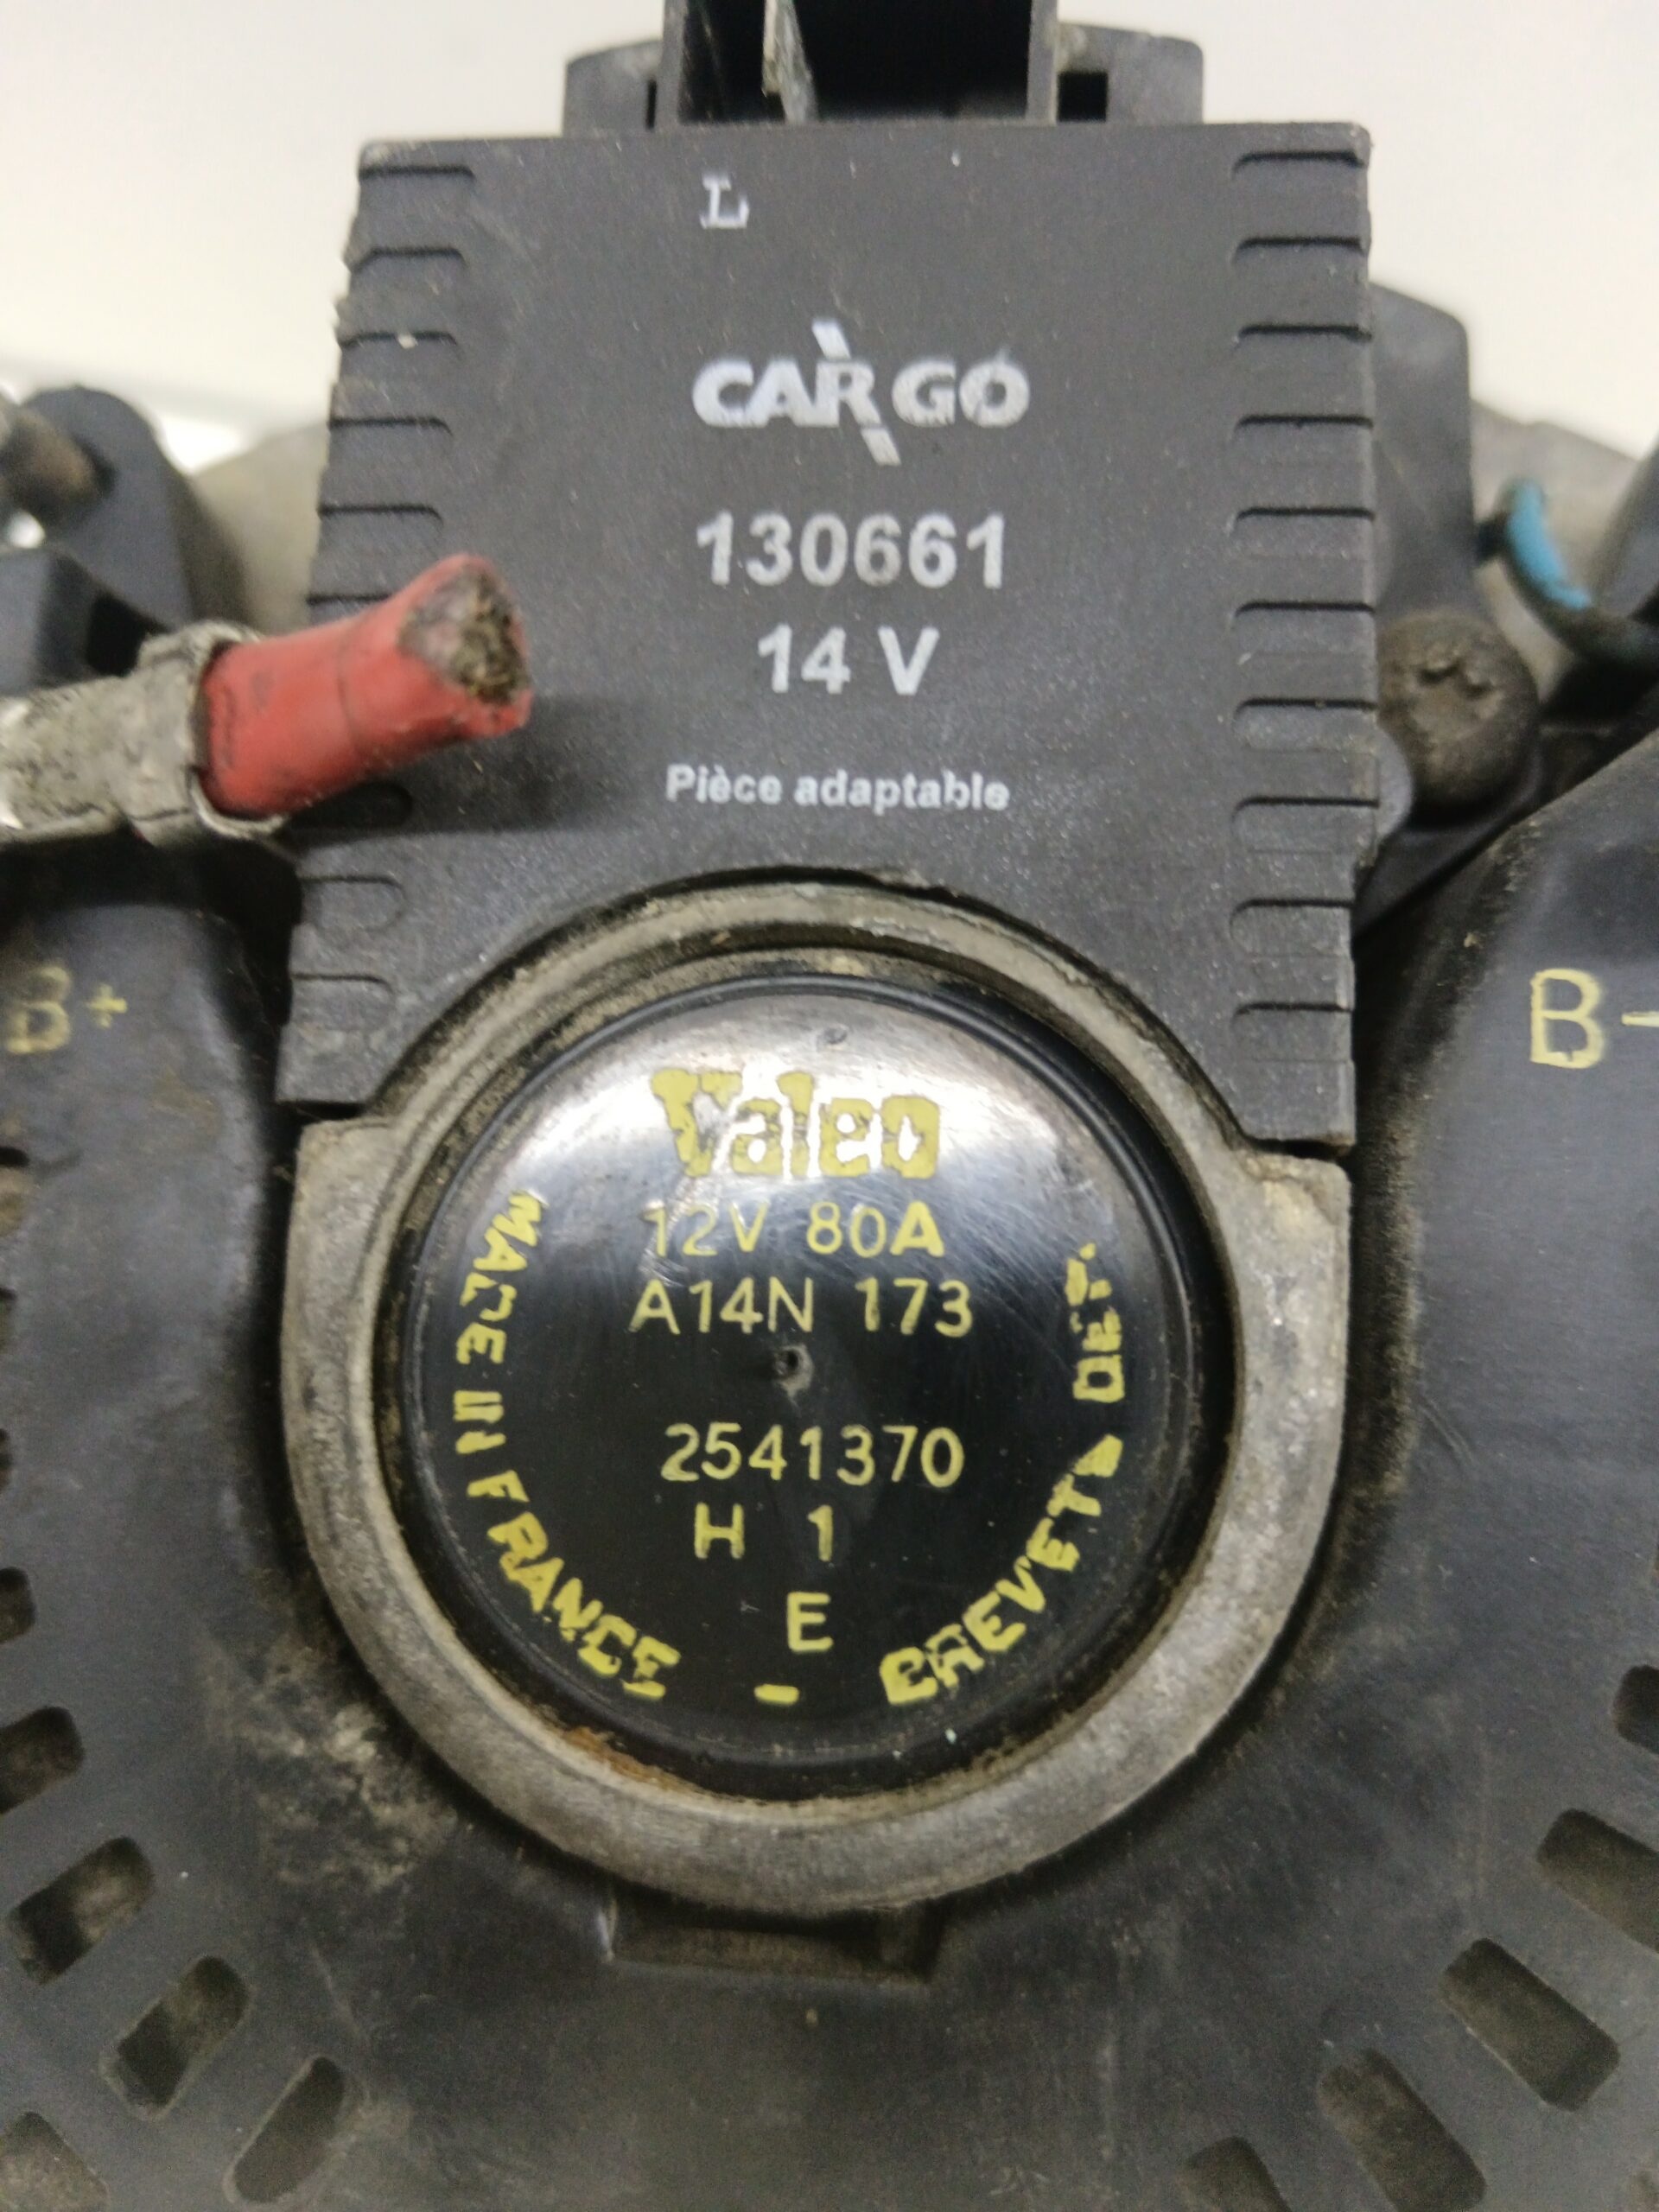 L
CARGO
130661
14 V
Pièce adaptable
B+
B-
Valeo
12V 80A
A14N 173
2541370
H 1
E
MADE IN FRANCE - BREVETS DEP.